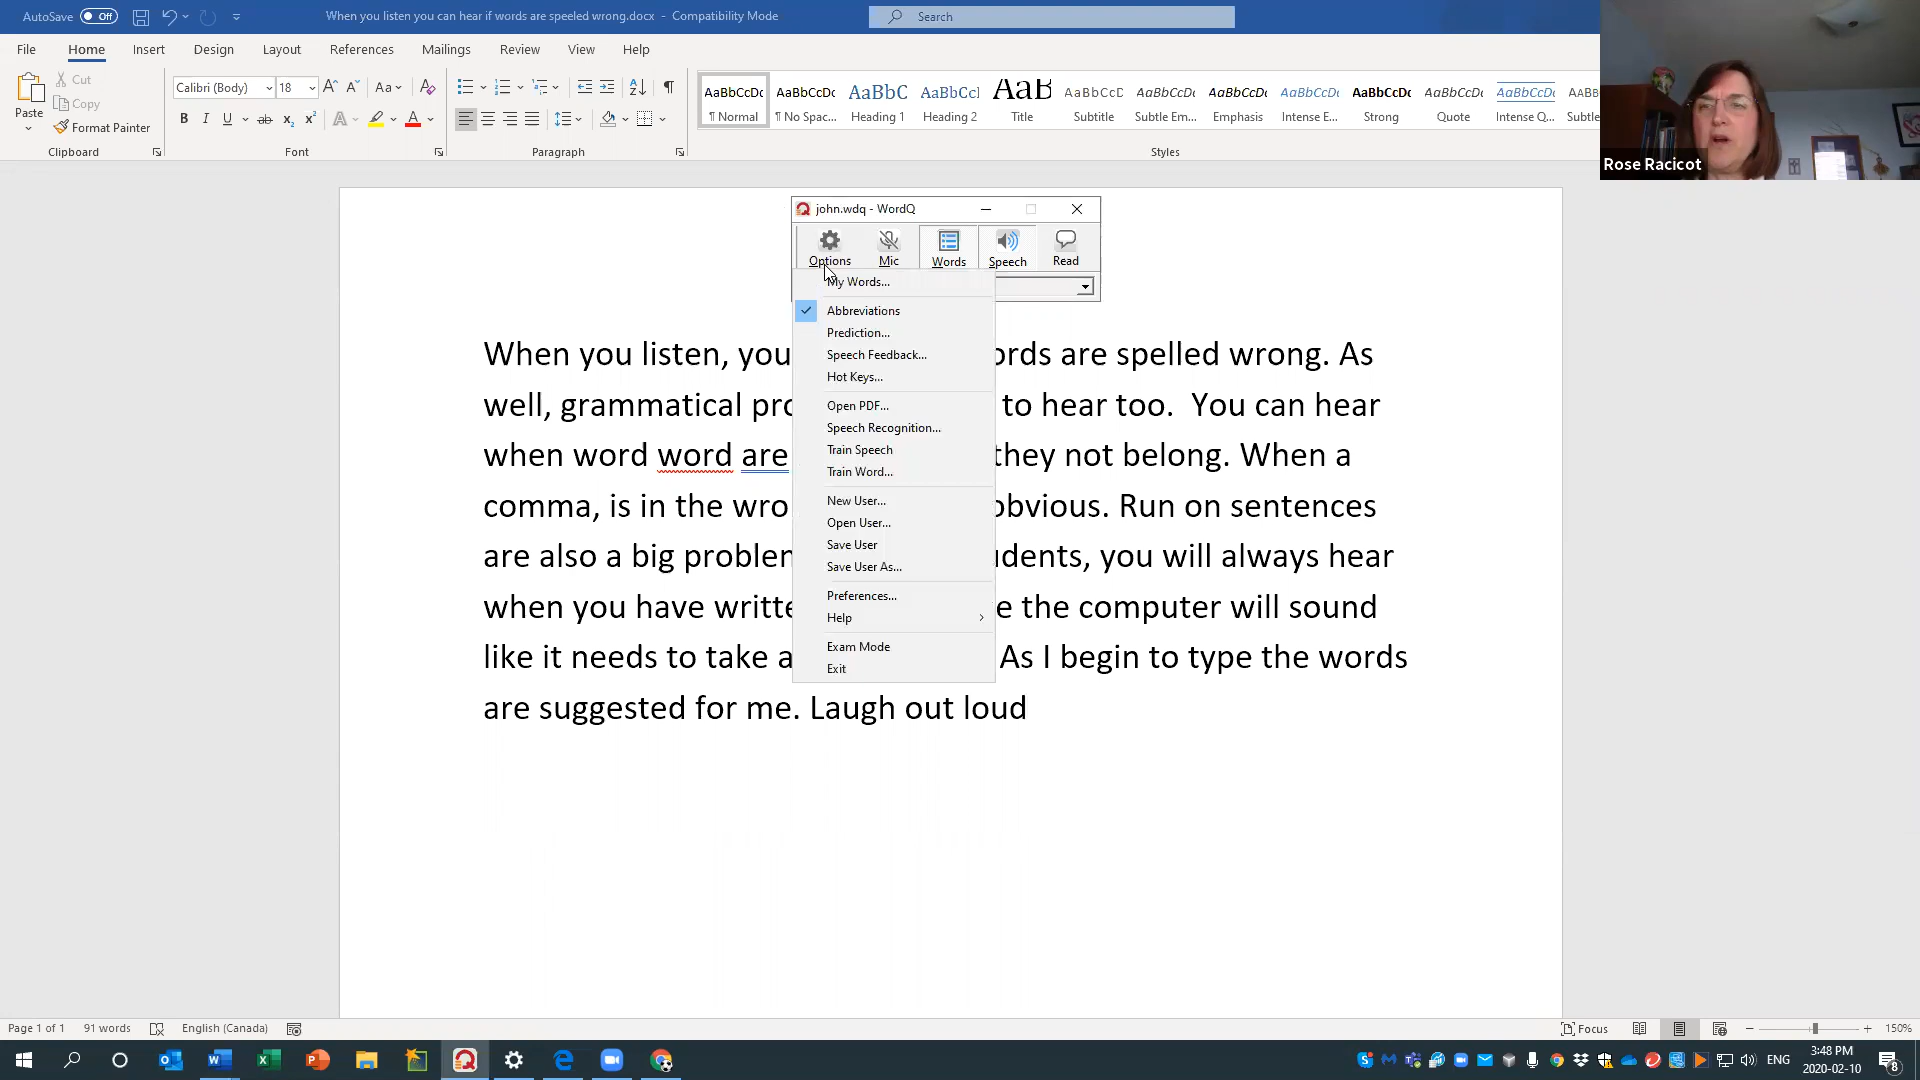 AutoSave Off When you listen you can hear if words are speeled wrong.docx - Compatibility Mode Search
File Home Insert Design Layout References Mailings Review View Help
Paste Cut Copy Format Painter
Calibri (Body) 18
AaBbCcDc AaBbCcDc AaBbC AaBbCcI AaB AaBbCcD AaBbCcDc AaBbCcDc AaBbCcDc AaBbCcDc AaBbCcDc AaBbCcDc AABB
¶ Normal ¶ No Spac... Heading 1 Heading 2 Title Subtitle Subtle Em... Emphasis Intense E... Strong Quote Intense Q... Subtle
Clipboard Font Paragraph Styles
Rose Racicot
john.wdq - WordQ
Options Mic Words Speech Read
My Words...
Abbreviations
Prediction...
Speech Feedback...
Hot Keys...
Open PDF...
Speech Recognition...
Train Speech
Train Word...
New User...
Open User...
Save User
Save User As...
Preferences...
Help
Exam Mode
Exit
When you listen, you ords are spelled wrong. As
well, grammatical pro to hear too. You can hear
when word word are they not belong. When a
comma, is in the wro obvious. Run on sentences
are also a big problem udents, you will always hear
when you have writte e the computer will sound
like it needs to take a As I begin to type the words
are suggested for me. Laugh out loud
Page 1 of 1 91 words English (Canada) Focus 150%
ENG 3:48 PM
2020-02-10 8